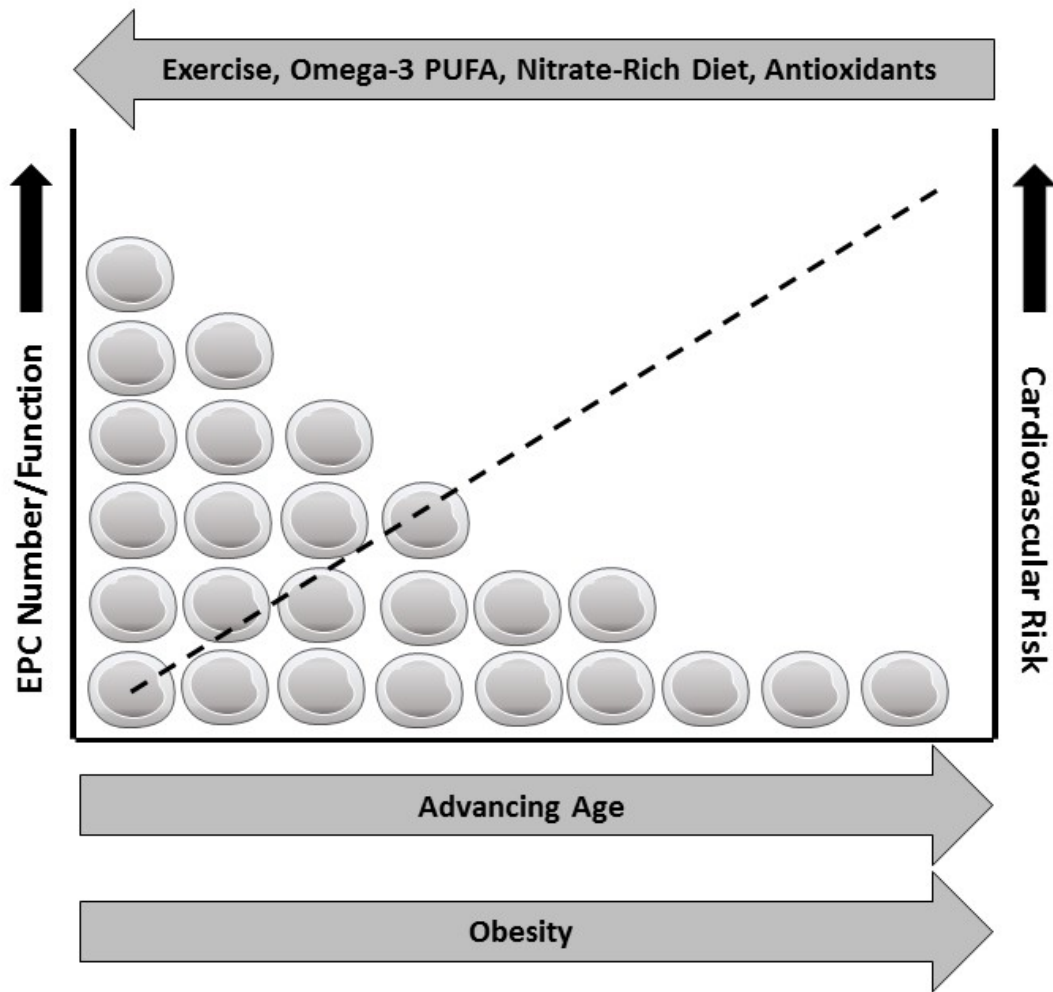 Exercise, Omega-3 PUFA, Nitrate-Rich Diet, Antioxidants
EPC Number/Function
Cardiovascular Risk
Advancing Age
Obesity